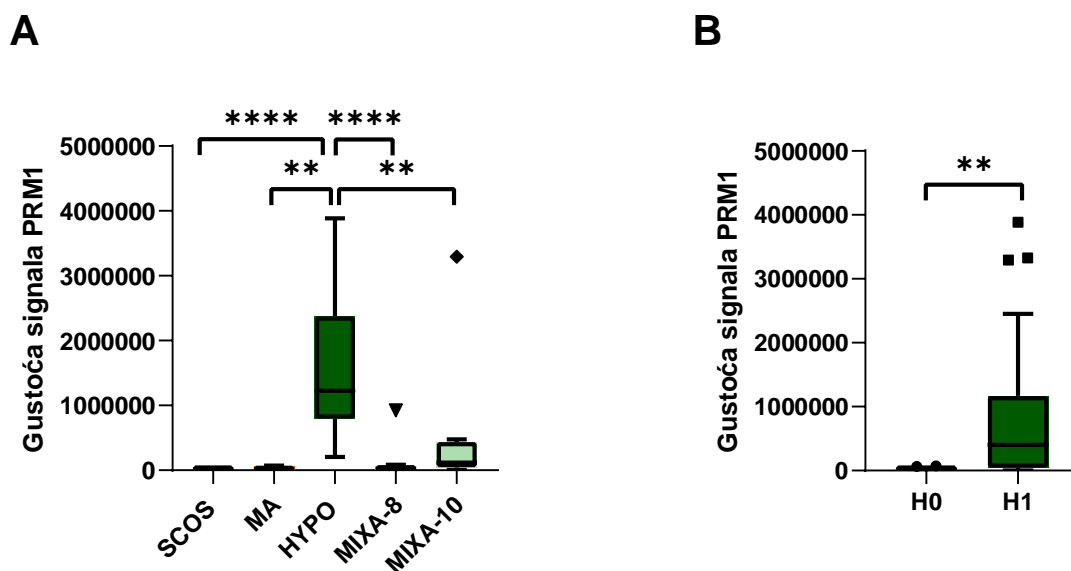 A
B
**** ****
** **
Gustoća signala PRM1
5000000
4000000
3000000
2000000
1000000
0
SCOS
MA
HYPO
MIXA-8
MIXA-10
**
Gustoća signala PRM1
5000000
4000000
3000000
2000000
1000000
0
H0
H1